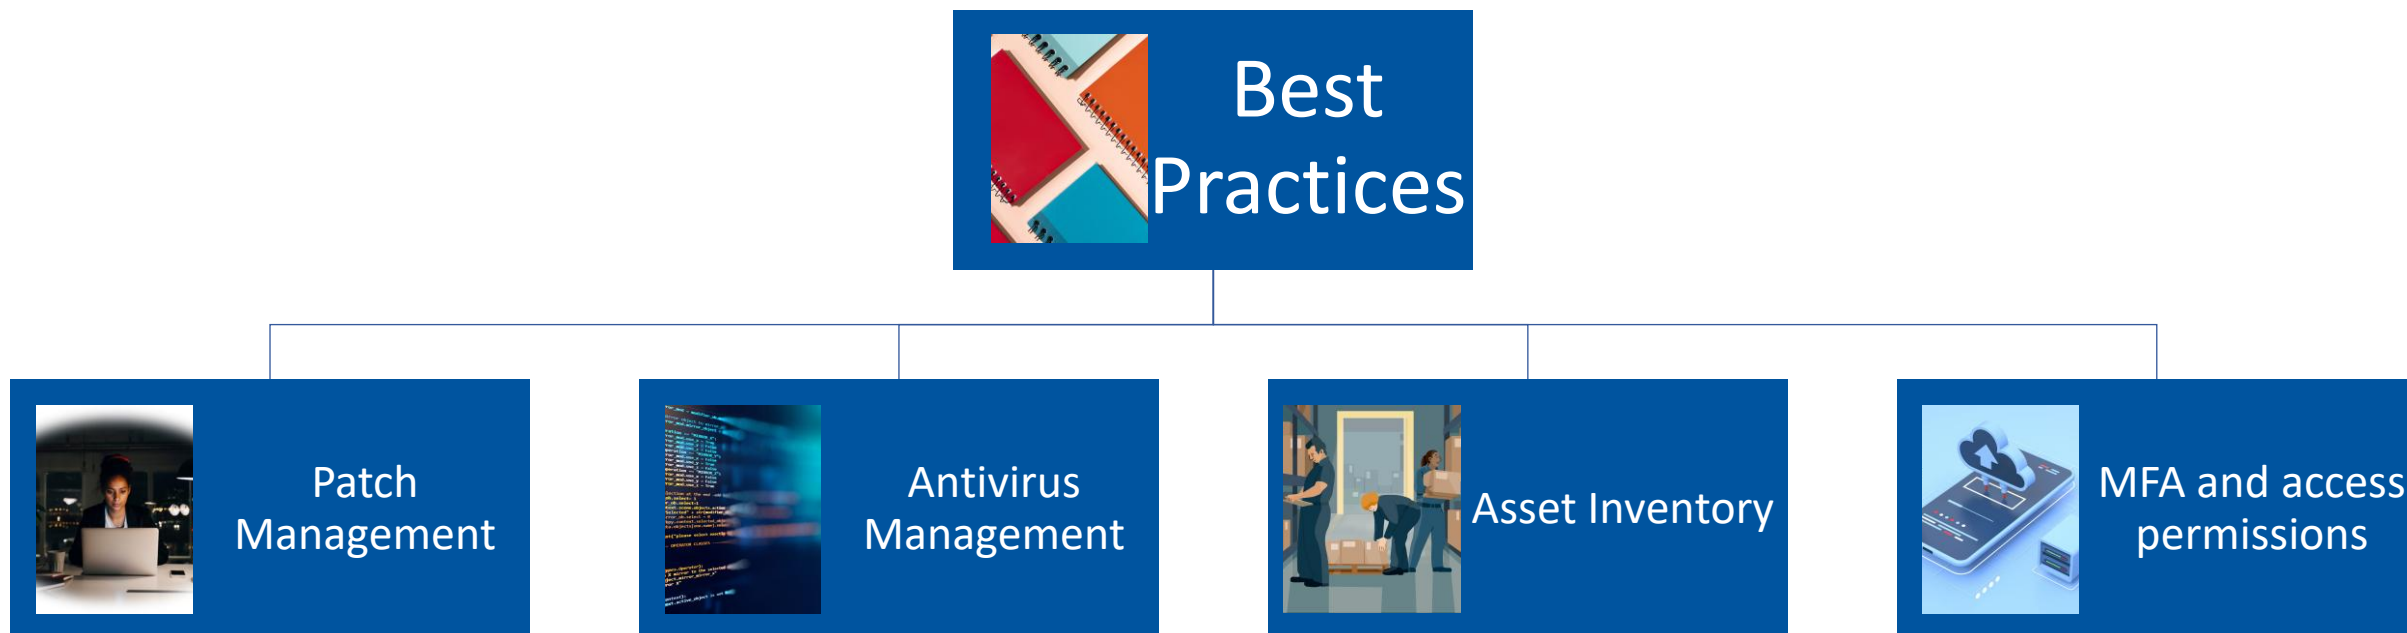 Best
Practices
Patch
Management
Antivirus
Management
Asset Inventory
MFA and access
permissions